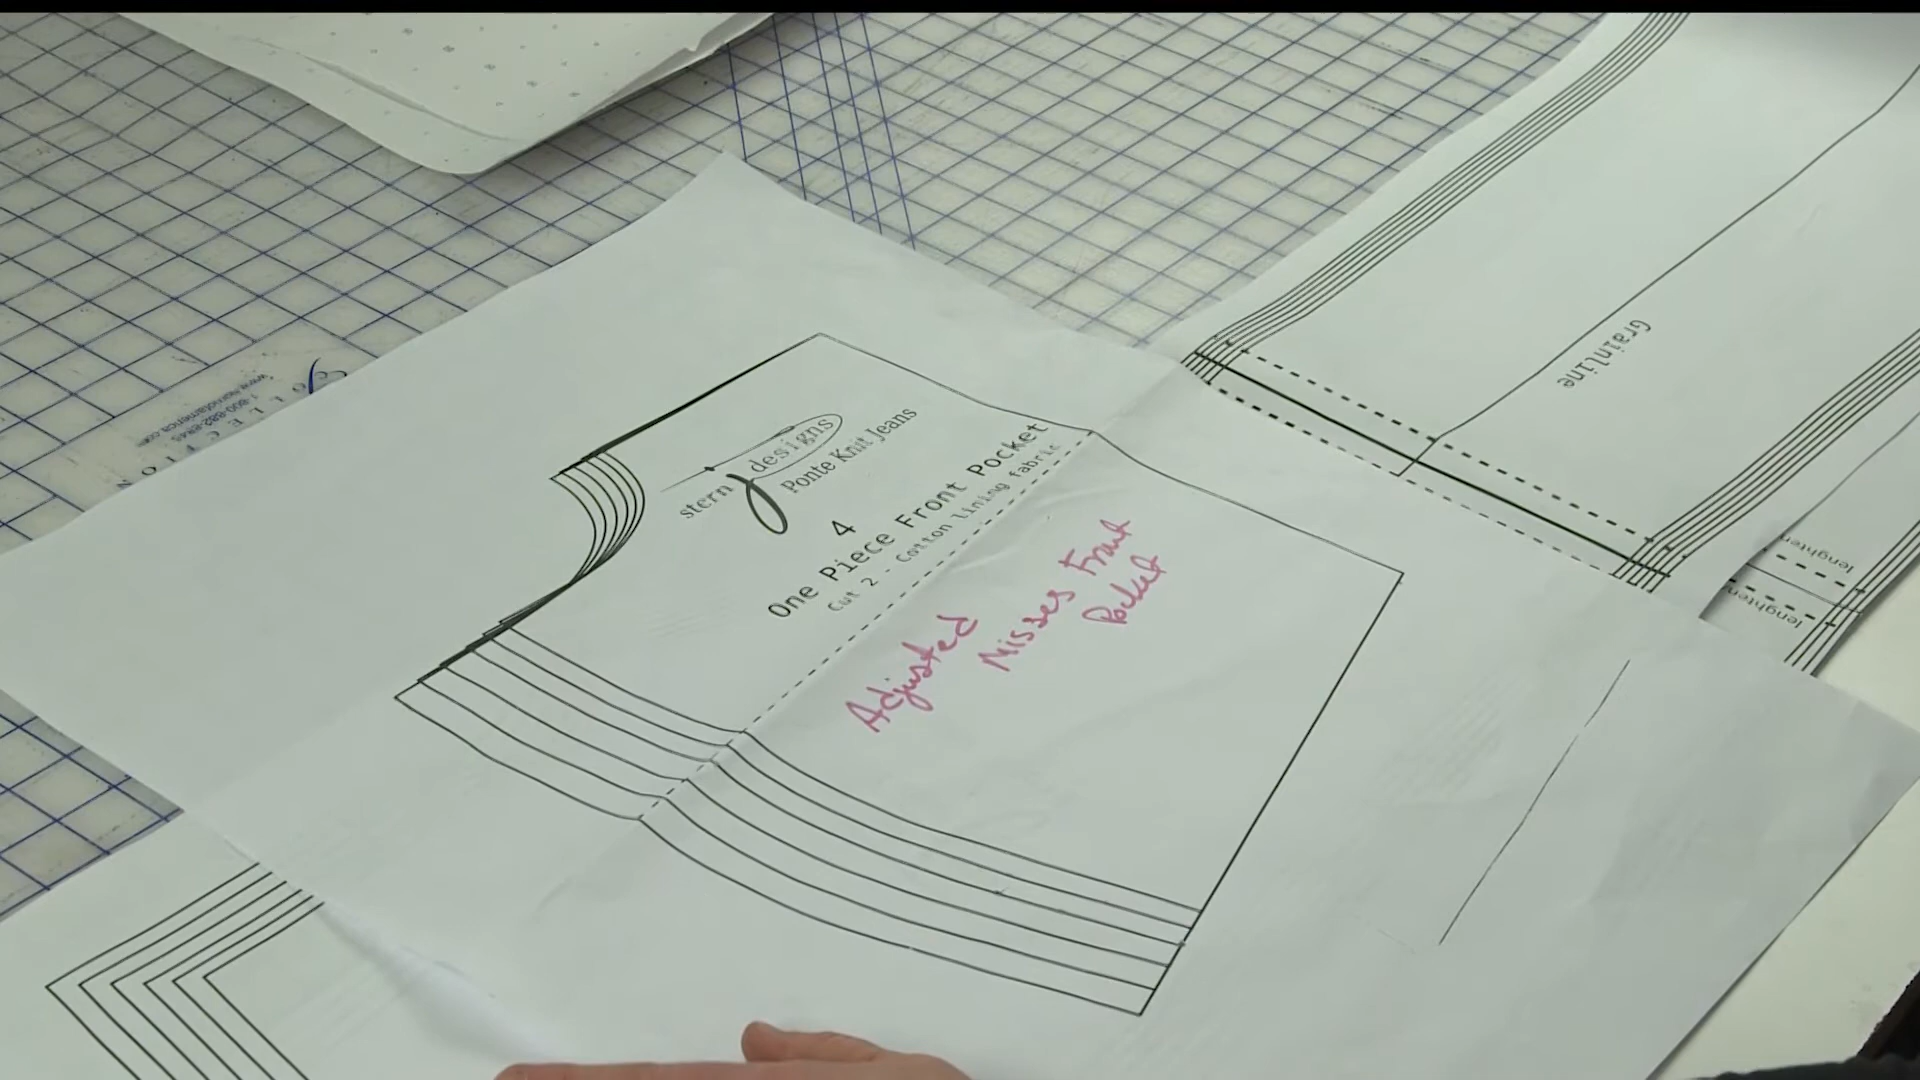 stern designs
Ponte Knit Jeans
4
One Piece Front Pocket
Cut 2 - Cotton lining fabric
Adjusted
Misses Front
Pocket
Grainline
lenghten
lenghten